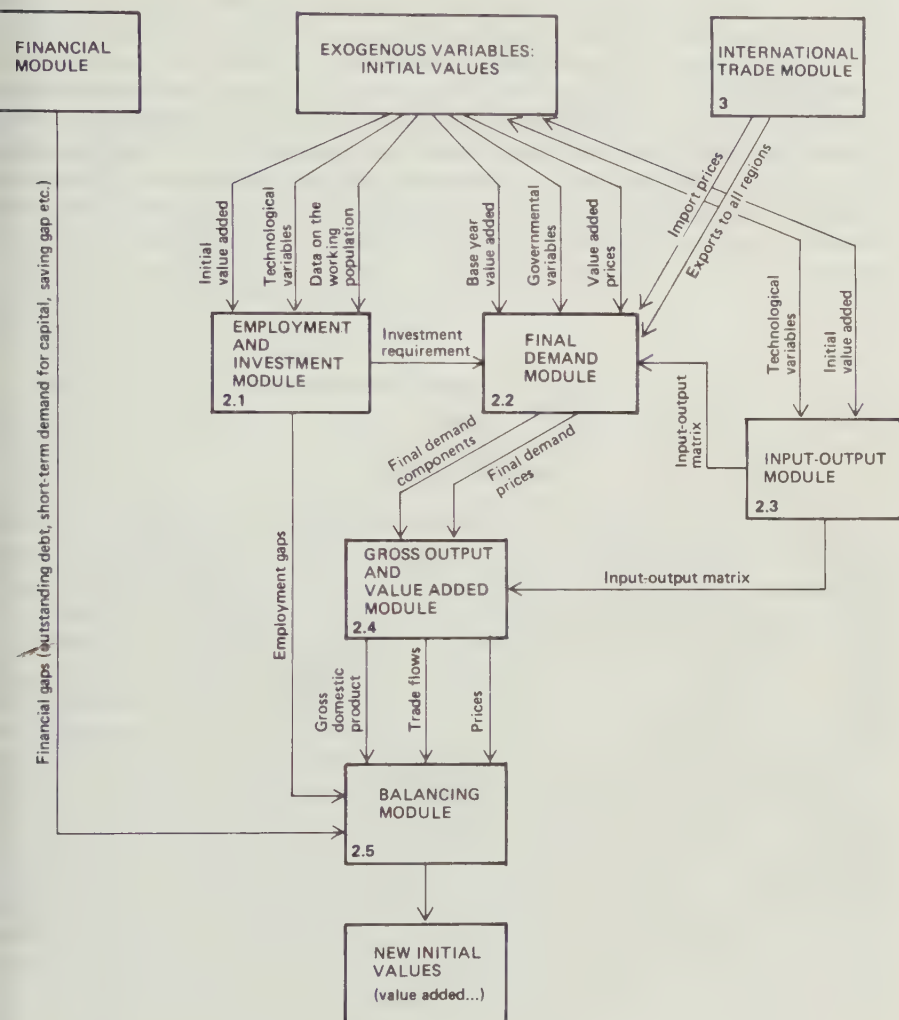 FINANCIAL
MODULE
EXOGENOUS VARIABLES:
INITIAL VALUES
INTERNATIONAL
TRADE MODULE
3
Import prices
Exports to all regions
Initial
value added
Technological
variables
Data on the
working
population
Base year
value added
Governmental
variables
Value added
prices
Technological
variables
Initial
value added
EMPLOYMENT
AND
INVESTMENT
MODULE
2.1
Investment
requirement
FINAL
DEMAND
MODULE
2.2
Input-output
matrix
INPUT-OUTPUT
MODULE
2.3
Final demand
components
Final demand
prices
Financial gaps (outstanding debt, short-term demand for capital, saving gap etc.)
Employment gaps
GROSS OUTPUT
AND
VALUE ADDED
MODULE
2.4
Input-output matrix
Gross
domestic
product
Trade flows
Prices
BALANCING
MODULE
2.5
NEW INITIAL
VALUES
(value added...)